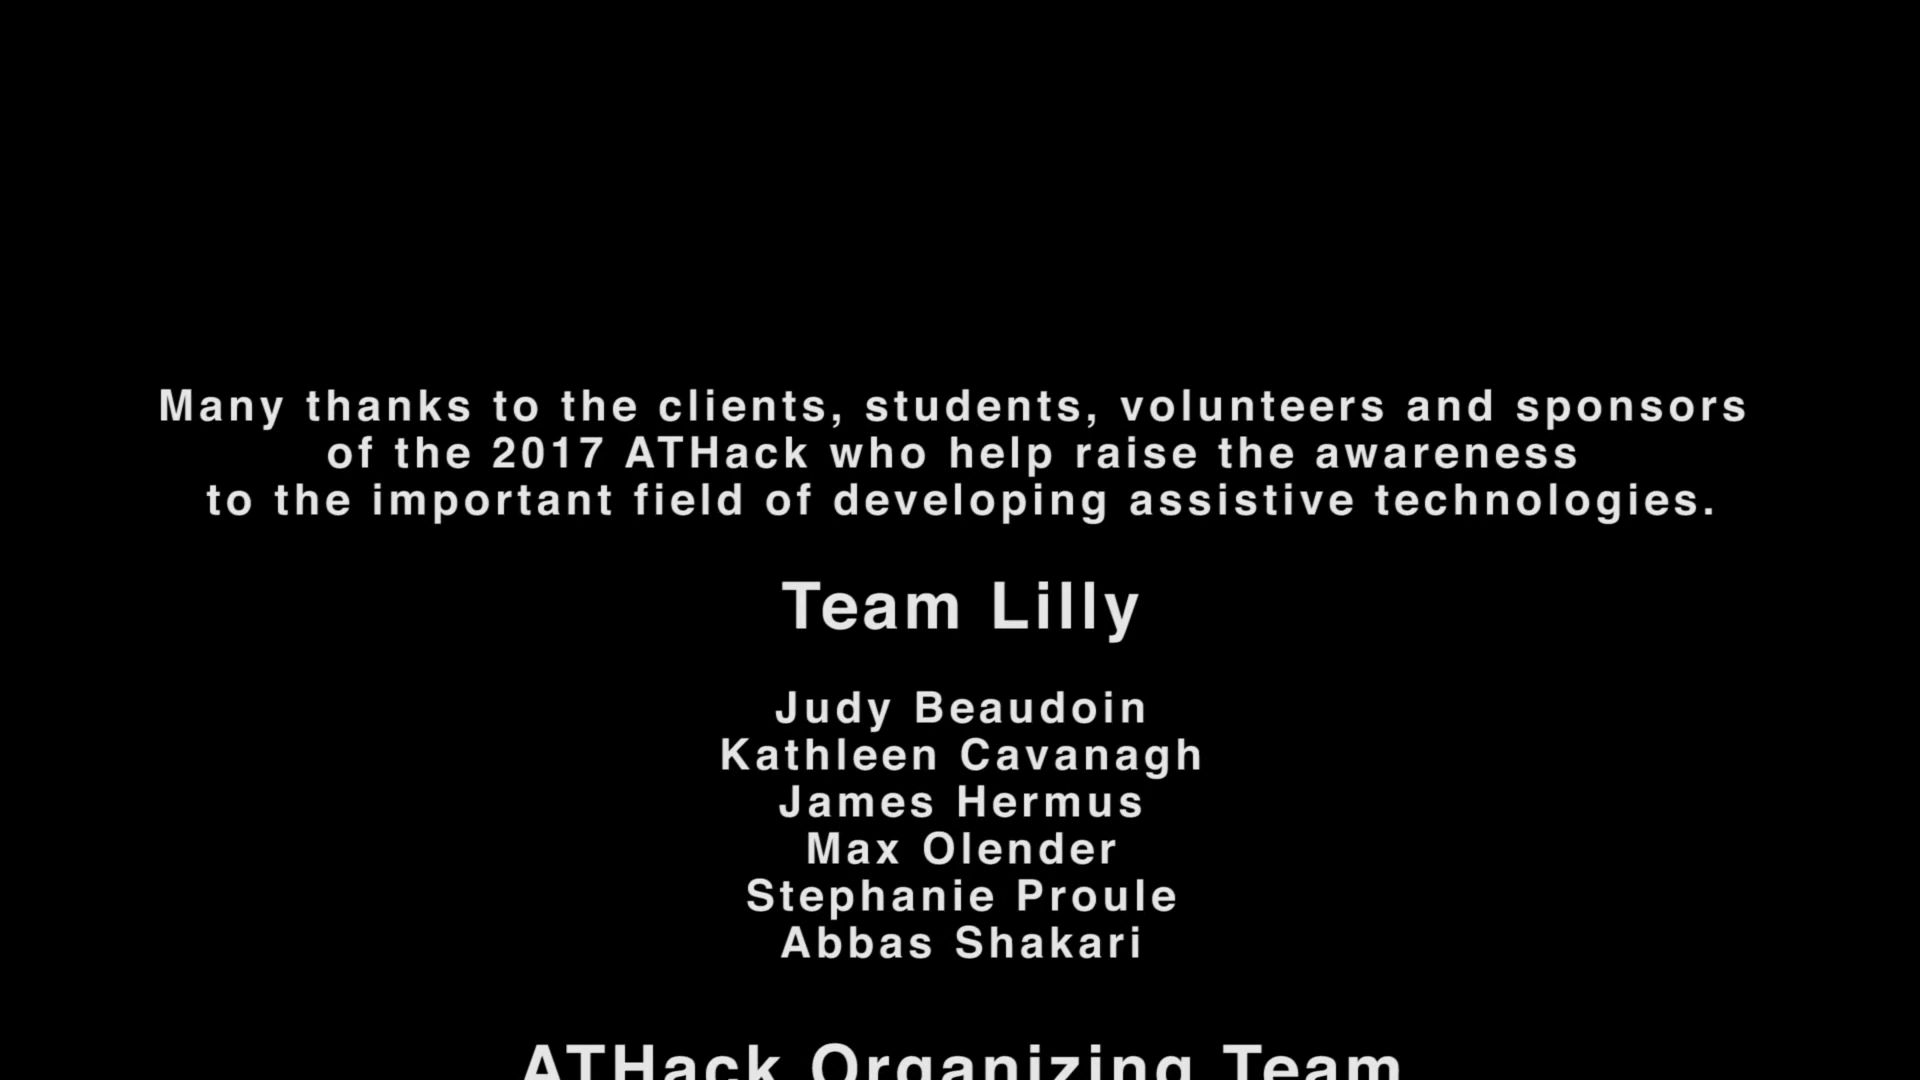 Many thanks to the clients, students, volunteers and sponsors
of the 2017 ATHack who help raise the awareness
to the important field of developing assistive technologies.
Team Lilly
Judy Beaudoin
Kathleen Cavanagh
James Hermus
Max Olender
Stephanie Proule
Abbas Shakari
ATHack Organizing Team